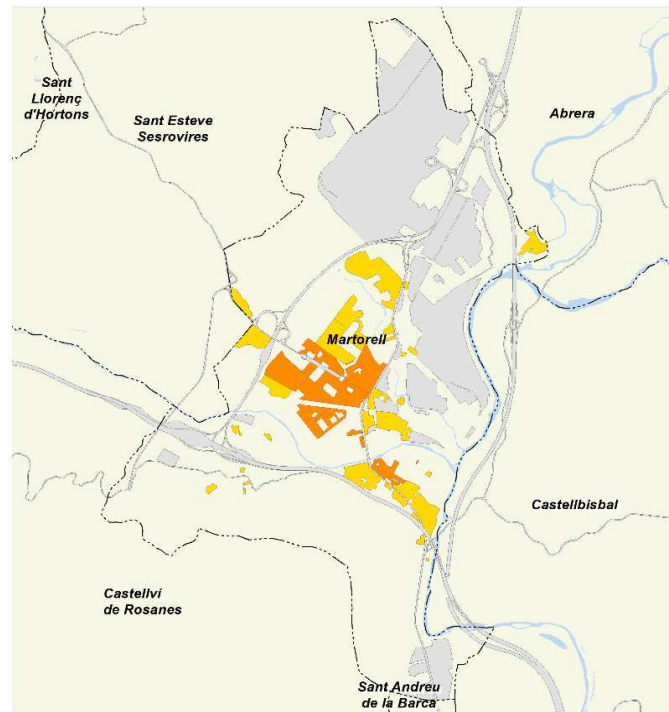 Sant
Llorenç
d'Hortons
Sant Esteve
Sesrovires
Abrera
Martorell
Castellbisbal
Castellví
de Rosanes
Sant Andreu
de la Barca